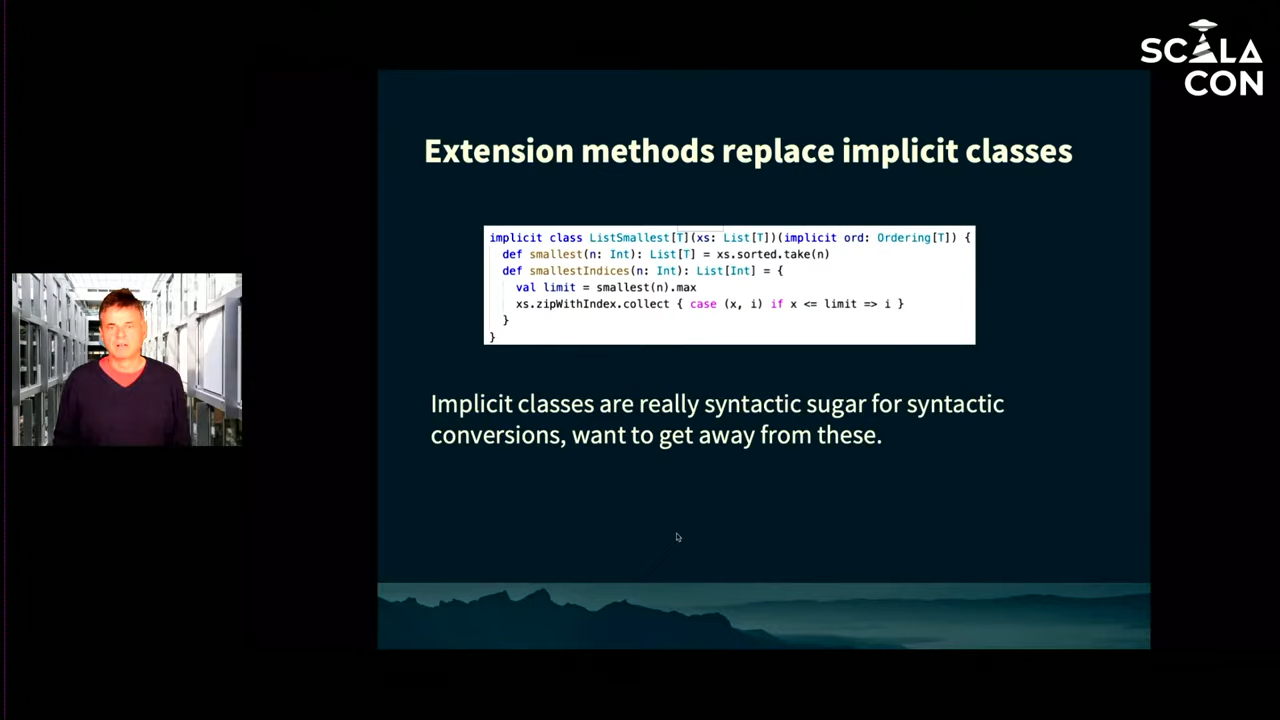 SCALA
CON
Extension methods replace implicit classes
implicit class ListSmallest[T](xs: List[T])(implicit ord: Ordering[T]) {
def smallest(n: Int): List[T] = xs.sorted.take(n)
def smallestIndices(n: Int): List[Int] = {
val limit = smallest(n).max
xs.zipWithIndex.collect { case (x, i) if x <= limit => i }
}
}
Implicit classes are really syntactic sugar for syntactic
conversions, want to get away from these.